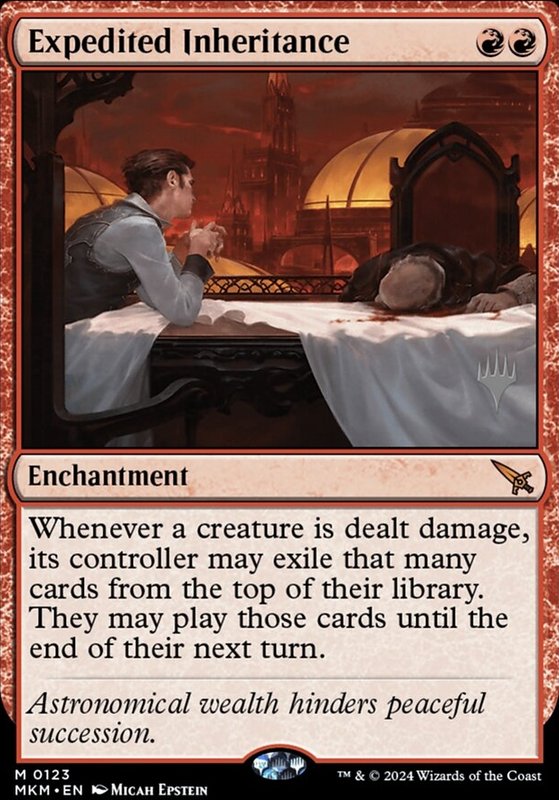 Expedited Inheritance
Enchantment
Whenever a creature is dealt damage,
its controller may exile that many
cards from the top of their library.
They may play those cards until the
end of their next turn.
Astronomical wealth hinders peaceful
succession.
M 0123
MKM • EN Micah Epstein
™ & © 2024 Wizards of the Coast